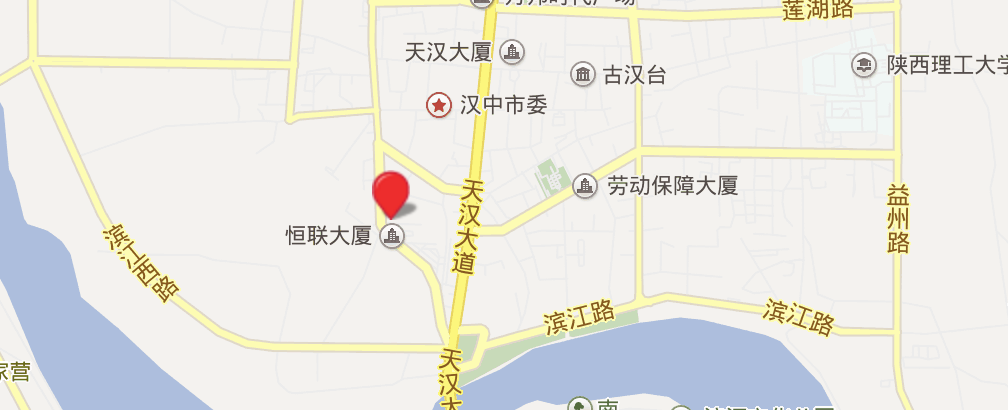 莲湖路
天汉大厦
古汉台
陕西理工大学
汉中市委
劳动保障大厦
天汉大道
益州路
恒联大厦
滨江西路
滨江路
滨江路
天汉大
家营
南